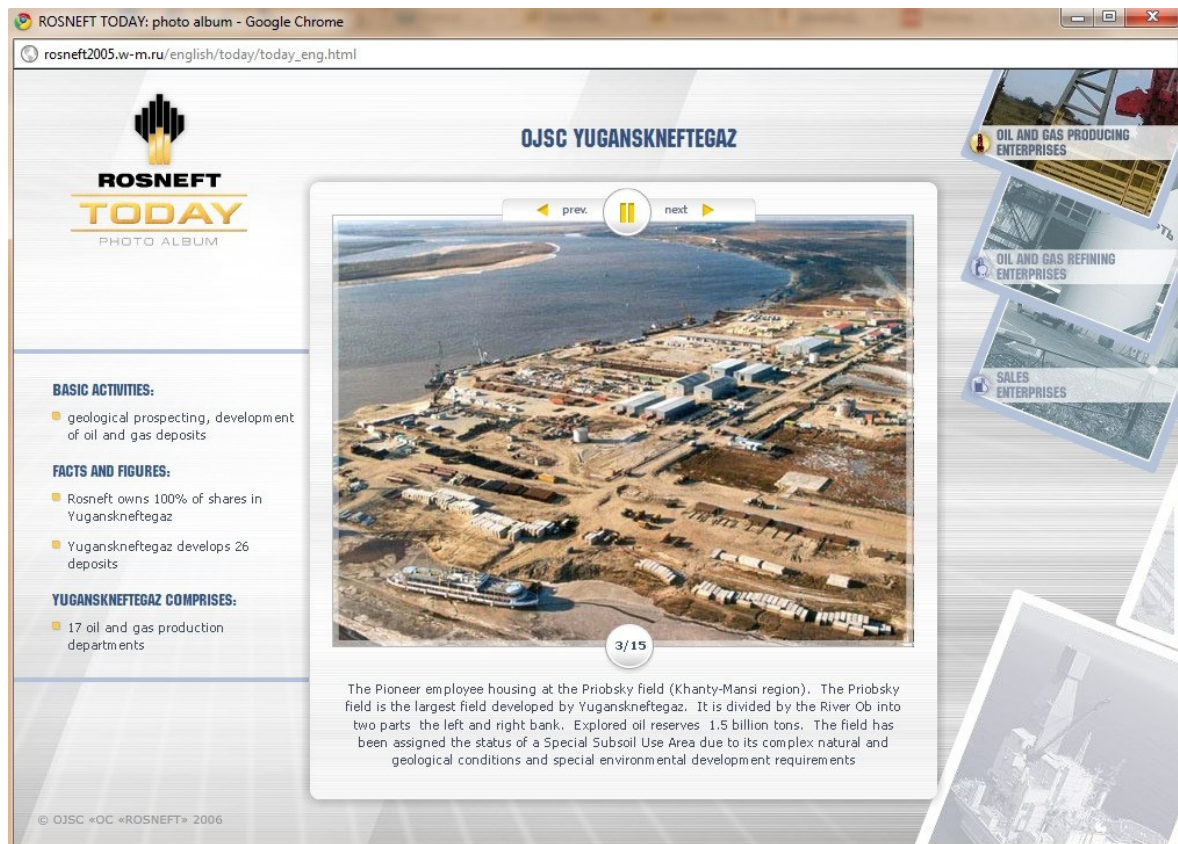 ROSNEFT TODAY: photo album - Google Chrome
rosneft2005.w-m.ru/english/today/today_eng.html
ROSNEFT
TODAY
PHOTO ALBUM
OJSC YUGANSKNEFTEGAZ
prev.
next
OIL AND GAS PRODUCING
ENTERPRISES
OIL AND GAS REFINING
ENTERPRISES
SALES
ENTERPRISES
BASIC ACTIVITIES:
geological prospecting, development
of oil and gas deposits
FACTS AND FIGURES:
Rosneft owns 100% of shares in
Yuganskneftegaz
Yuganskneftegaz develops 26
deposits
YUGANSKNEFTEGAZ COMPRISES:
17 oil and gas production
departments
3/15
The Pioneer employee housing at the Priobsky field (Khanty-Mansi region). The Priobsky
field is the largest field developed by Yuganskneftegaz. It is divided by the River Ob into
two parts the left and right bank. Explored oil reserves 1.5 billion tons. The field has
been assigned the status of a Special Subsoil Use Area due to its complex natural and
geological conditions and special environmental development requirements
© OJSC «OC «ROSNEFT» 2006